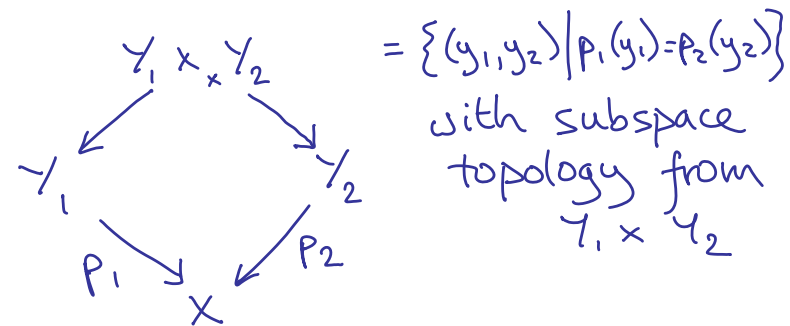 Y₁ ×ₓ Y₂ = {(y₁,y₂)|p₁(y₁)=p₂(y₂)}
with subspace
topology from
Y₁ × Y₂
Y₁
Y₂
p₁
p₂
X